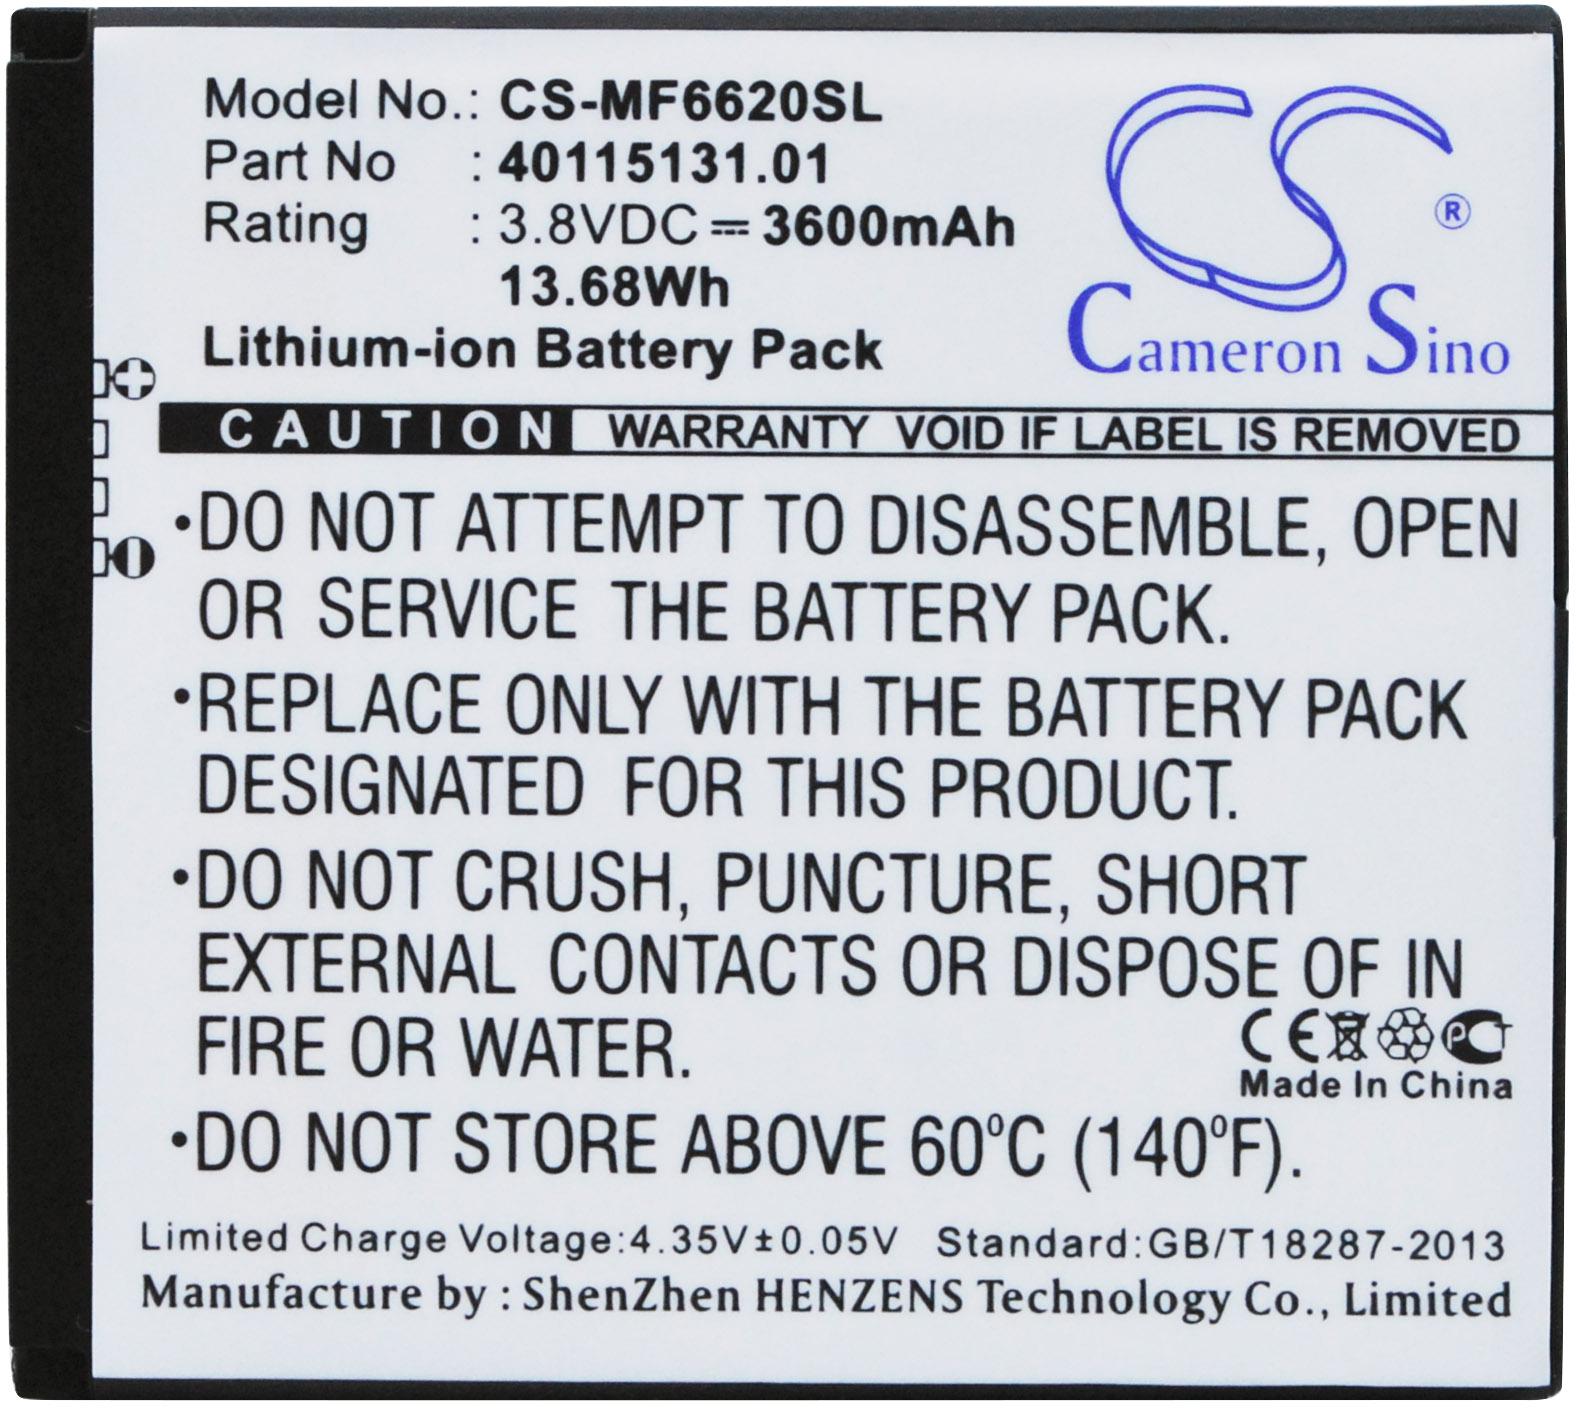 Model No.: CS-MF6620SL
Part No : 40115131.01
Rating : 3.8VDC ⎓ 3600mAh
13.68Wh
Lithium-ion Battery Pack
CS ®
Cameron Sino
CAUTION WARRANTY VOID IF LABEL IS REMOVED
•DO NOT ATTEMPT TO DISASSEMBLE, OPEN
OR SERVICE THE BATTERY PACK.
•REPLACE ONLY WITH THE BATTERY PACK
DESIGNATED FOR THIS PRODUCT.
•DO NOT CRUSH, PUNCTURE, SHORT
EXTERNAL CONTACTS OR DISPOSE OF IN
FIRE OR WATER.
CE PCT
Made In China
•DO NOT STORE ABOVE 60°C (140°F).
Limited Charge Voltage:4.35V±0.05V Standard:GB/T18287-2013
Manufacture by : ShenZhen HENZENS Technology Co., Limited